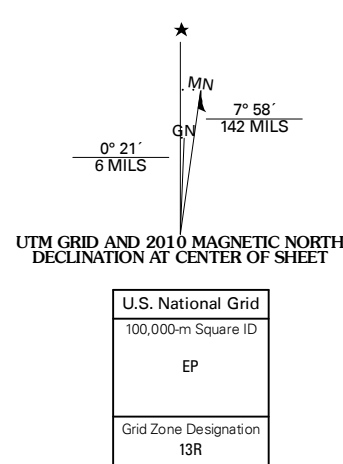 ★
MN
7° 58´
142 MILS
GN
0° 21´
6 MILS
UTM GRID AND 2010 MAGNETIC NORTH
DECLINATION AT CENTER OF SHEET
U.S. National Grid
100,000-m Square ID
EP
Grid Zone Designation
13R